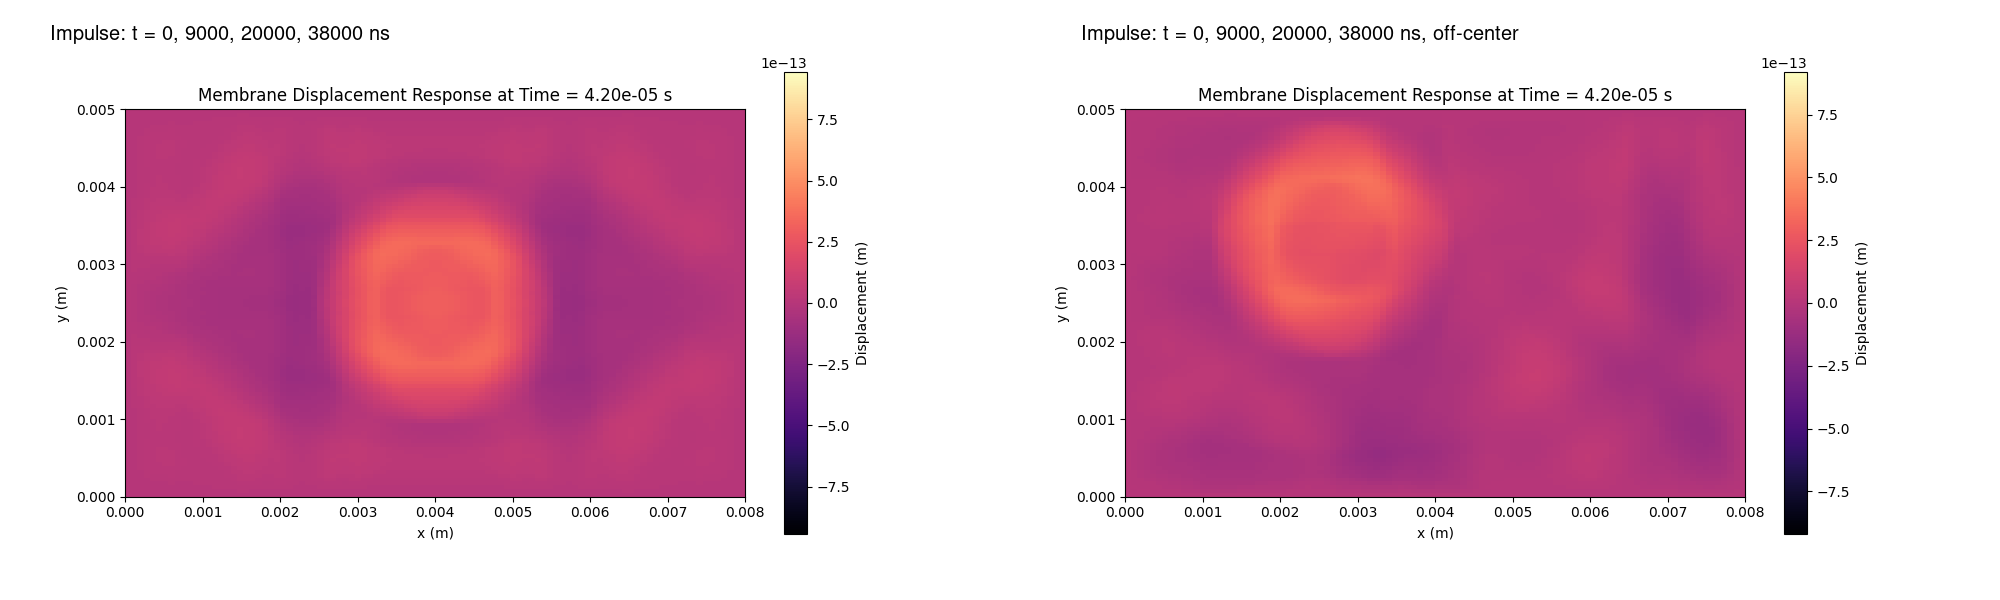 Impulse: t = 0, 9000, 20000, 38000 ns
1e−13
Membrane Displacement Response at Time = 4.20e-05 s
0.005
0.004
0.003
0.002
0.001
0.000
y (m)
0.000 0.001 0.002 0.003 0.004 0.005 0.006 0.007 0.008
x (m)
7.5
5.0
2.5
0.0
−2.5
−5.0
−7.5
Displacement (m)
Impulse: t = 0, 9000, 20000, 38000 ns, off-center
1e−13
Membrane Displacement Response at Time = 4.20e-05 s
0.005
0.004
0.003
0.002
0.001
0.000
y (m)
0.000 0.001 0.002 0.003 0.004 0.005 0.006 0.007 0.008
x (m)
7.5
5.0
2.5
0.0
−2.5
−5.0
−7.5
Displacement (m)